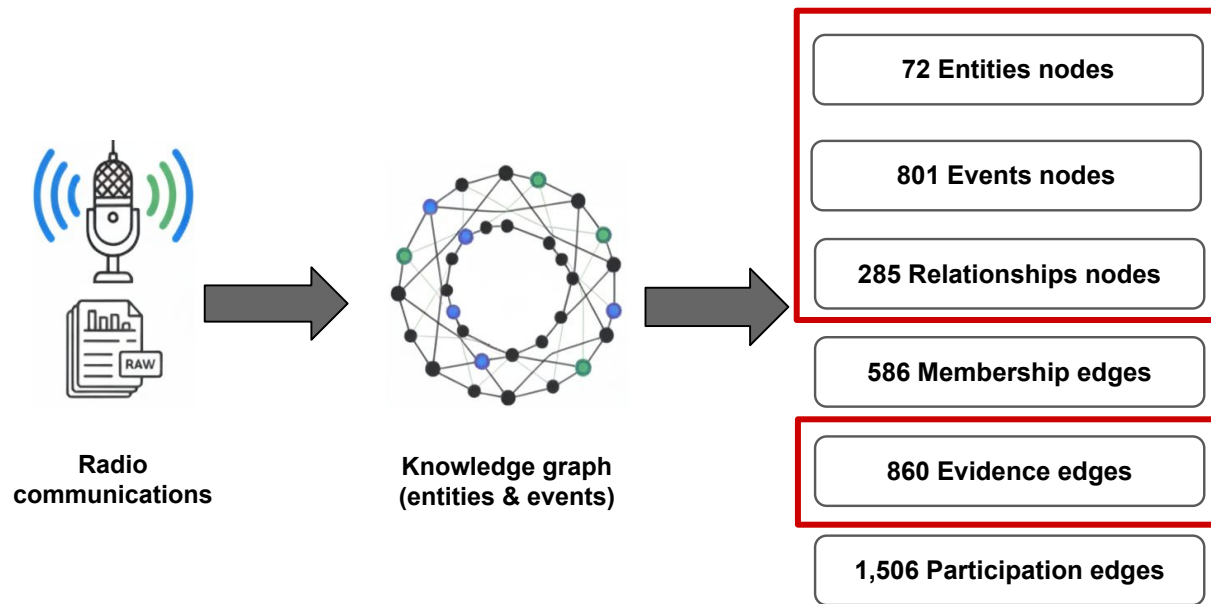 RAW
Radio
communications
Knowledge graph
(entities & events)
72 Entities nodes
801 Events nodes
285 Relationships nodes
586 Membership edges
860 Evidence edges
1,506 Participation edges